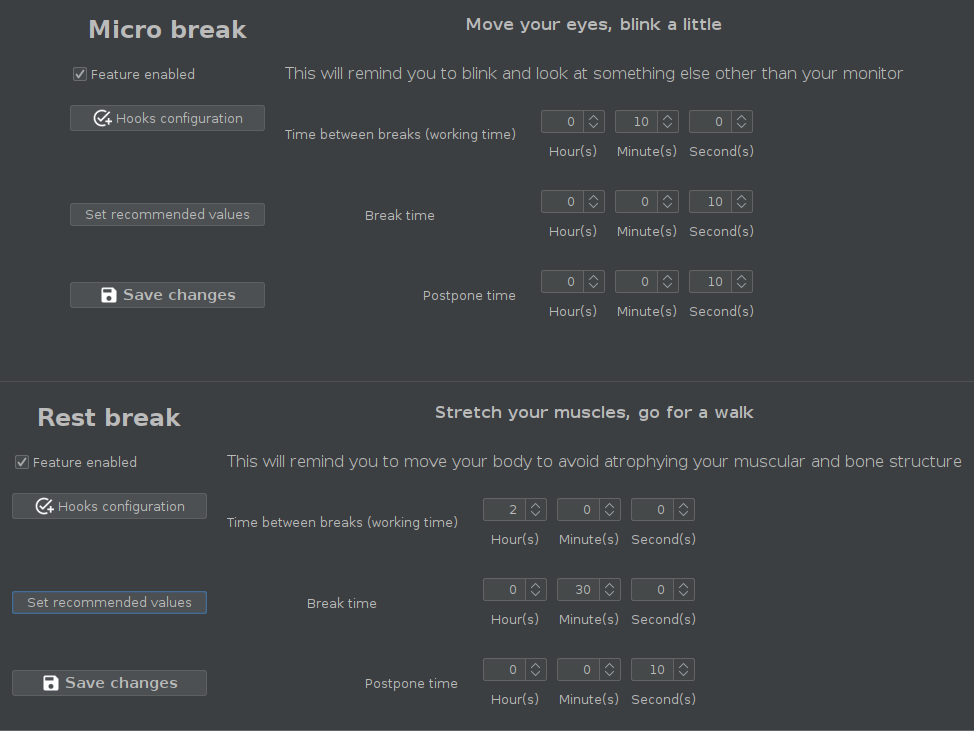 Micro break
Move your eyes, blink a little
Feature enabled
This will remind you to blink and look at something else other than your monitor
Hooks configuration
Time between breaks (working time)
0 10 0
Hour(s) Minute(s) Second(s)
Set recommended values
Break time
0 0 10
Hour(s) Minute(s) Second(s)
Save changes
Postpone time
0 0 10
Hour(s) Minute(s) Second(s)
Rest break
Stretch your muscles, go for a walk
Feature enabled
This will remind you to move your body to avoid atrophying your muscular and bone structure
Hooks configuration
Time between breaks (working time)
2 0 0
Hour(s) Minute(s) Second(s)
Set recommended values
Break time
0 30 0
Hour(s) Minute(s) Second(s)
Save changes
Postpone time
0 0 10
Hour(s) Minute(s) Second(s)